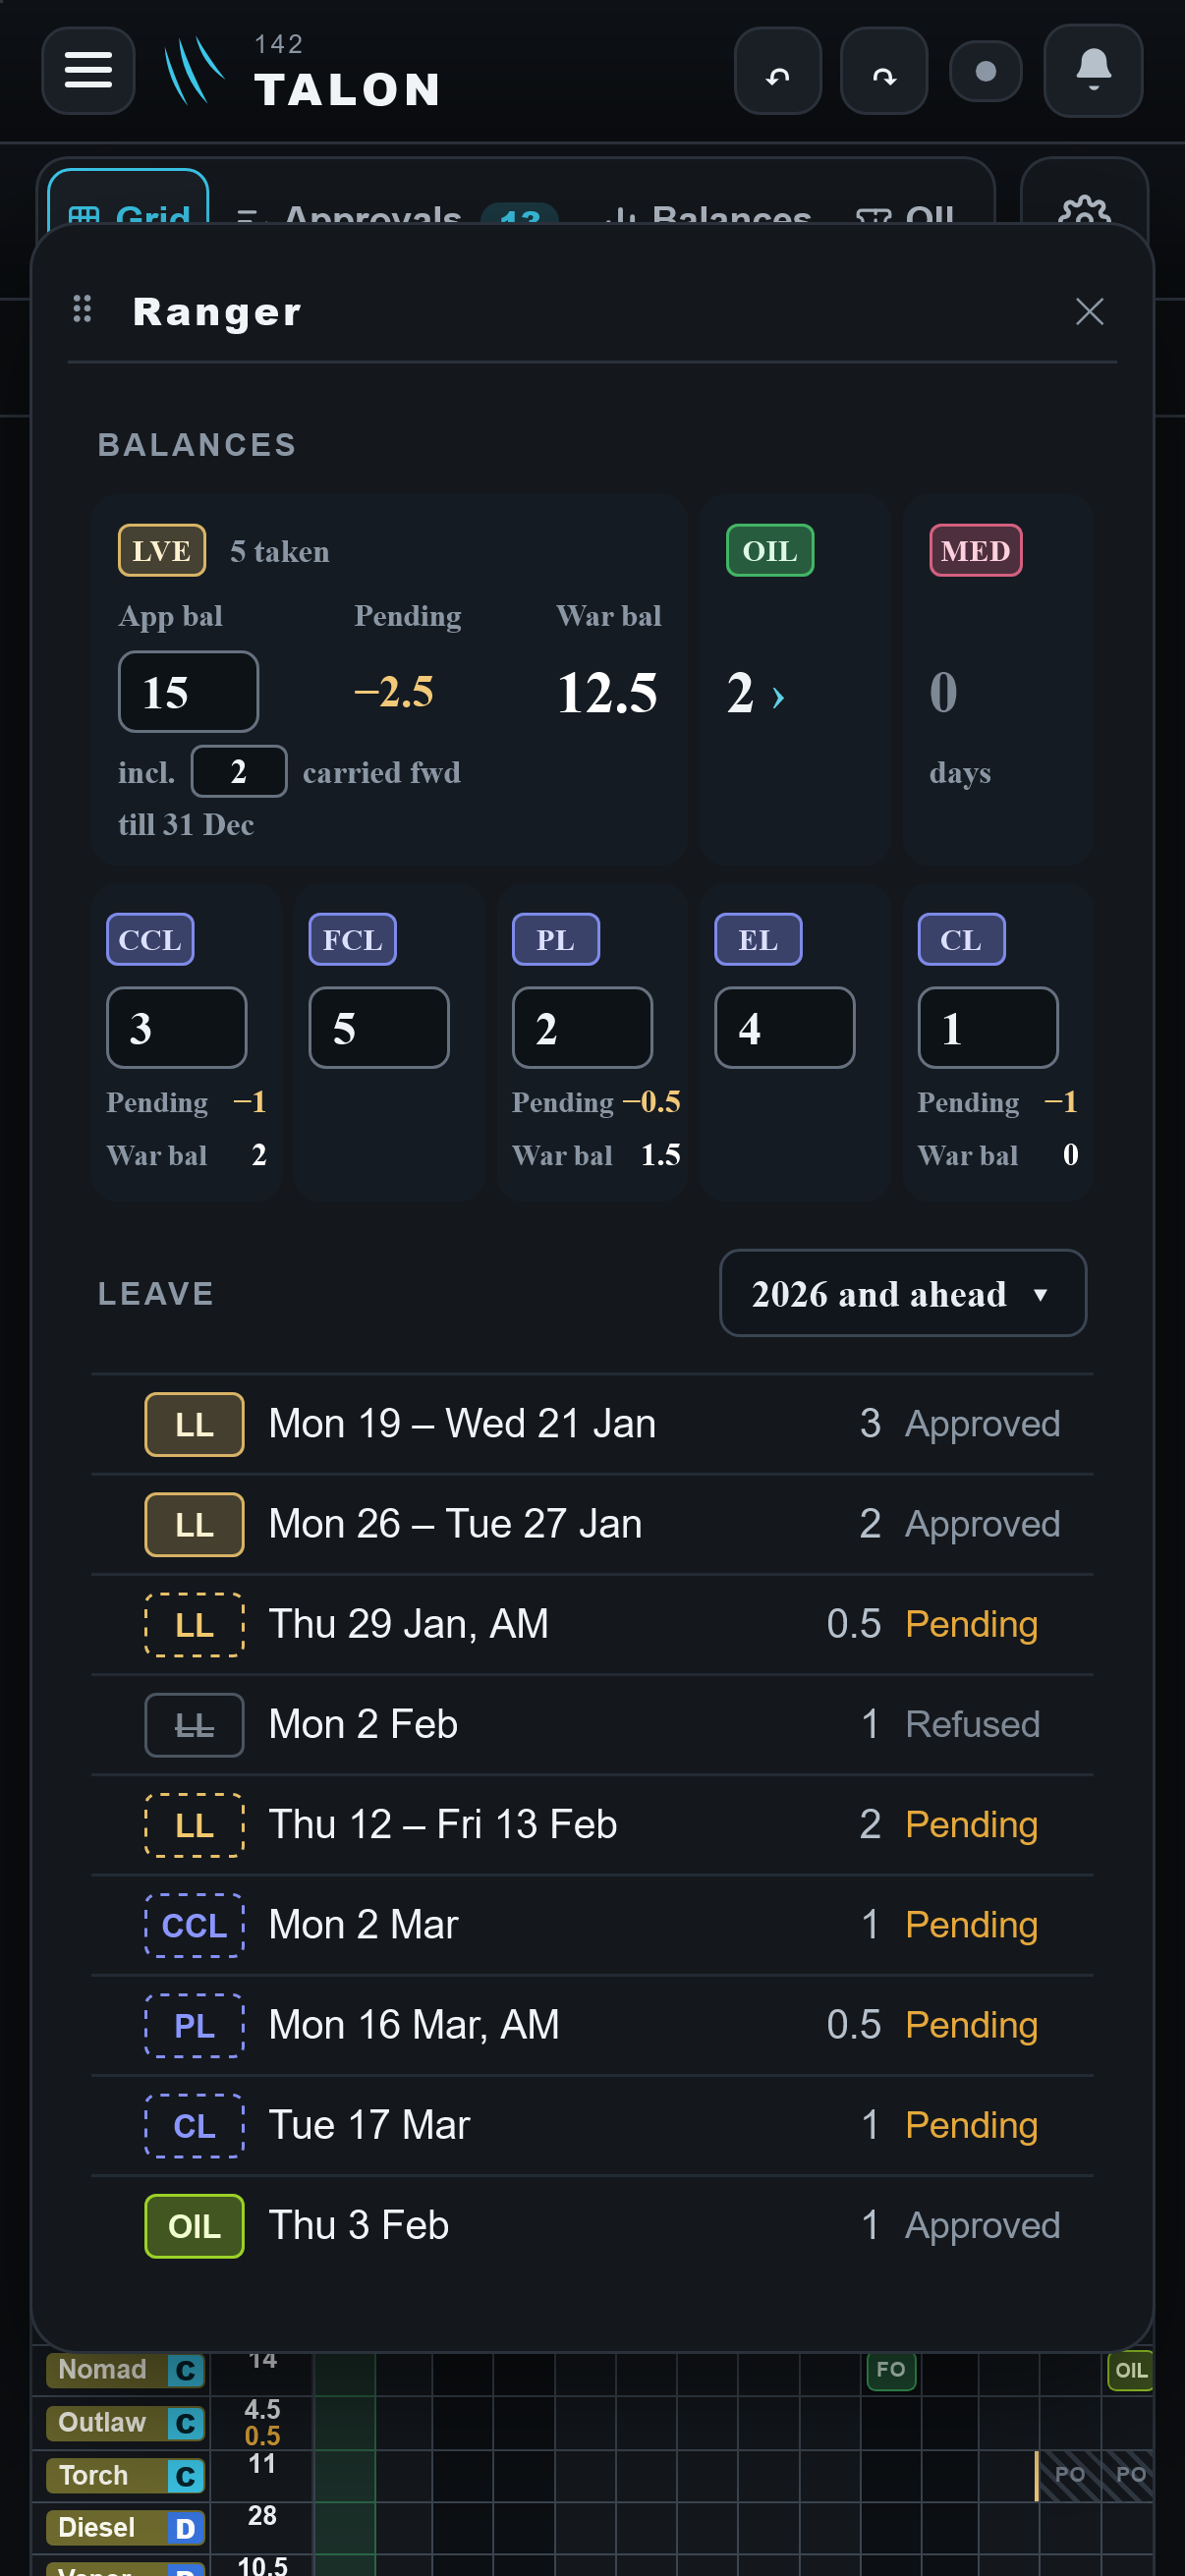 142
TALON
Grid Approvals 13 Balances OIL
Ranger
BALANCES
LVE 5 taken OIL MED
App bal Pending War bal
15 −2.5 12.5 2 › 0
incl. 2 carried fwd days
till 31 Dec
CCL FCL PL EL CL
3 5 2 4 1
Pending −1 Pending −0.5 Pending −1
War bal 2 War bal 1.5 War bal 0
LEAVE 2026 and ahead ▾
LL Mon 19 – Wed 21 Jan 3 Approved
LL Mon 26 – Tue 27 Jan 2 Approved
LL Thu 29 Jan, AM 0.5 Pending
LL Mon 2 Feb 1 Refused
LL Thu 12 – Fri 13 Feb 2 Pending
CCL Mon 2 Mar 1 Pending
PL Mon 16 Mar, AM 0.5 Pending
CL Tue 17 Mar 1 Pending
OIL Thu 3 Feb 1 Approved
Nomad C 14 FO OIL
Outlaw C 4.5
0.5
Torch C 11 PO PO
Diesel D 28
10.5